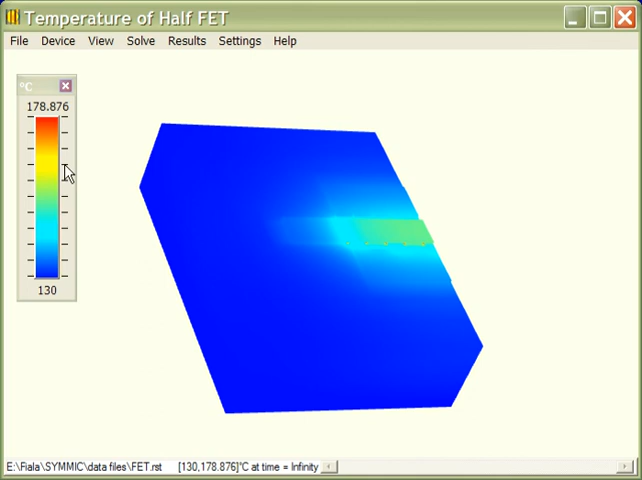 Temperature of Half FET
File Device View Solve Results Settings Help
°C
178.876
130
E:\Fiala\SYMMIC\data files\FET.rst [130,178.876]°C at time = Infinity